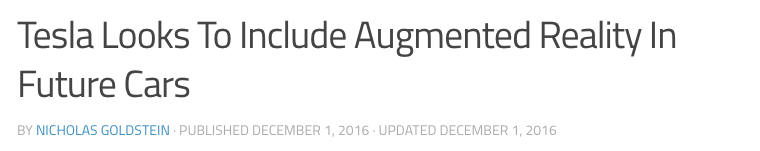 Tesla Looks To Include Augmented Reality In
Future Cars
BY NICHOLAS GOLDSTEIN · PUBLISHED DECEMBER 1, 2016 · UPDATED DECEMBER 1, 2016